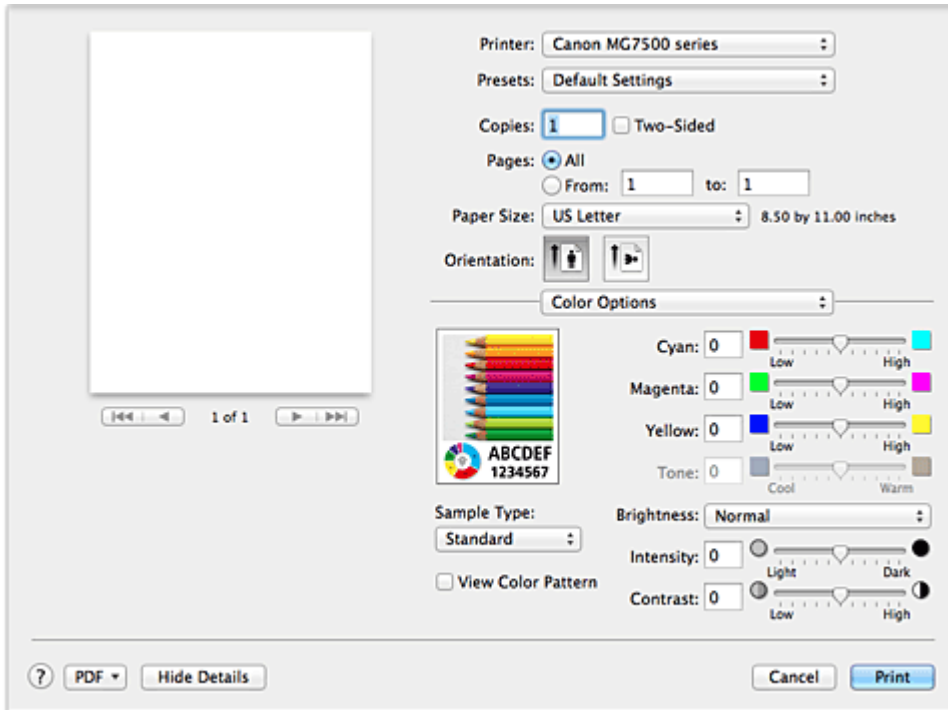 Printer: Canon MG7500 series
Presets: Default Settings
Copies: 1 Two-Sided
Pages: All
From: 1 to: 1
Paper Size: US Letter 8.50 by 11.00 inches
Orientation:
Color Options
1 of 1
Cyan: 0
Low High
Magenta: 0
Low High
Yellow: 0
Low High
Tone: 0
Cool Warm
ABCDEF
1234567
Sample Type:
Standard
View Color Pattern
Brightness: Normal
Intensity: 0
Light Dark
Contrast: 0
Low High
? PDF Hide Details Cancel Print